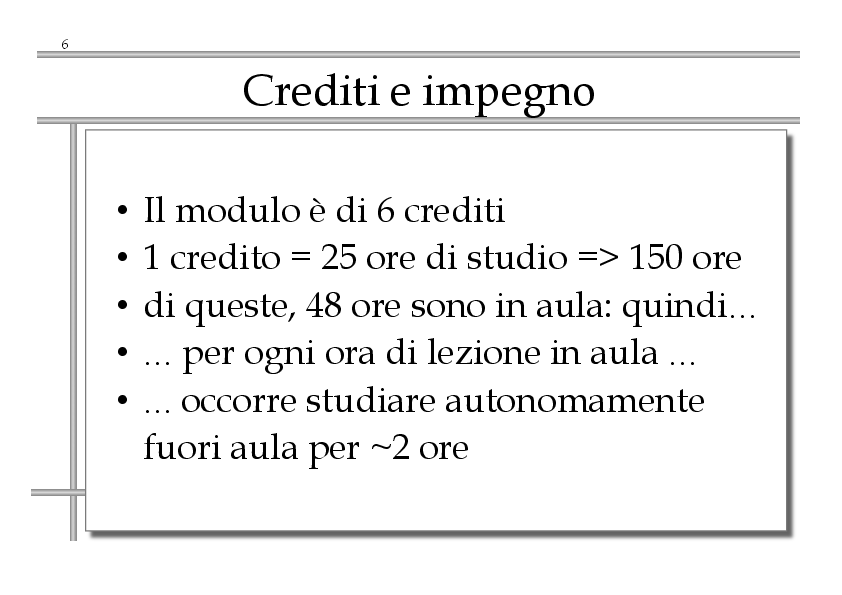 6
Crediti e impegno
• Il modulo è di 6 crediti
• 1 credito = 25 ore di studio => 150 ore
• di queste, 48 ore sono in aula: quindi...
• ... per ogni ora di lezione in aula ...
• ... occorre studiare autonomamente
fuori aula per ~2 ore